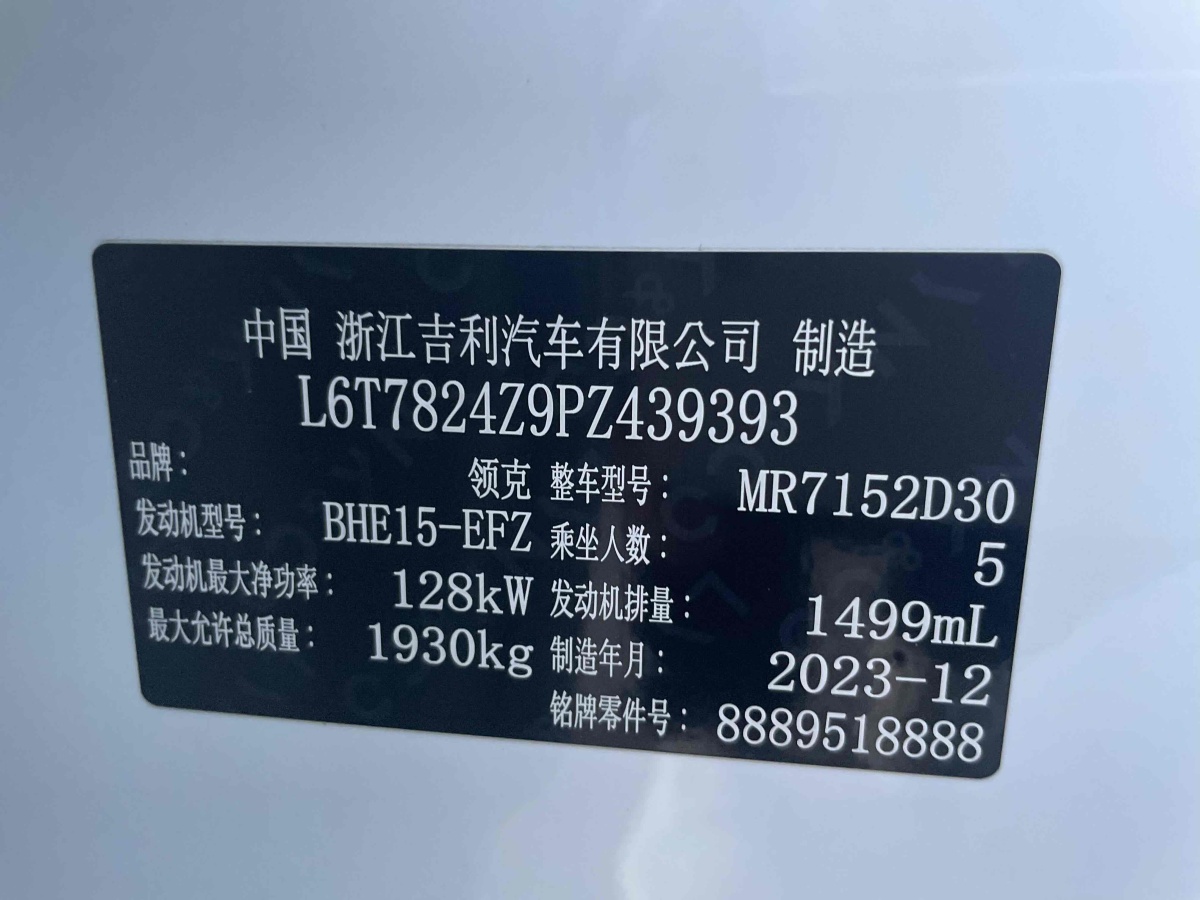 中国 浙江吉利汽车有限公司 制造
L6T7824Z9PZ439393
品牌: 领克 整车型号: MR7152D30
发动机型号: BHE15-EFZ 乘坐人数: 5
发动机最大净功率: 128kW 发动机排量: 1499mL
最大允许总质量: 1930kg 制造年月: 2023-12
铭牌零件号: 8889518888